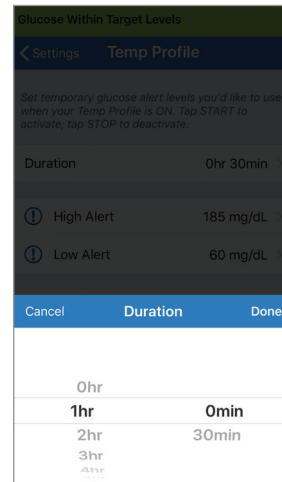 Glucose Within Target Levels
Settings Temp Profile
Set temporary glucose alert levels you'd like to use
when your Temp Profile is ON. Tap START to
activate; tap STOP to deactivate.
Duration 0hr 30min
High Alert 185 mg/dL
Low Alert 60 mg/dL
Cancel Duration Done
0hr
1hr 0min
2hr 30min
3hr
4hr